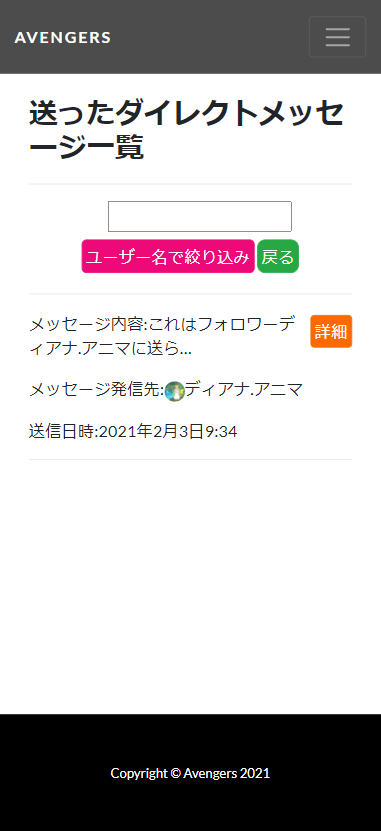 AVENGERS
送ったダイレクトメッセ
ージ一覧
ユーザー名で絞り込み 戻る
メッセージ内容:これはフォロワーデ 詳細
ィアナ.アニマに送ら...
メッセージ発信先:ディアナ.アニマ
送信日時:2021年2月3日9:34
Copyright © Avengers 2021